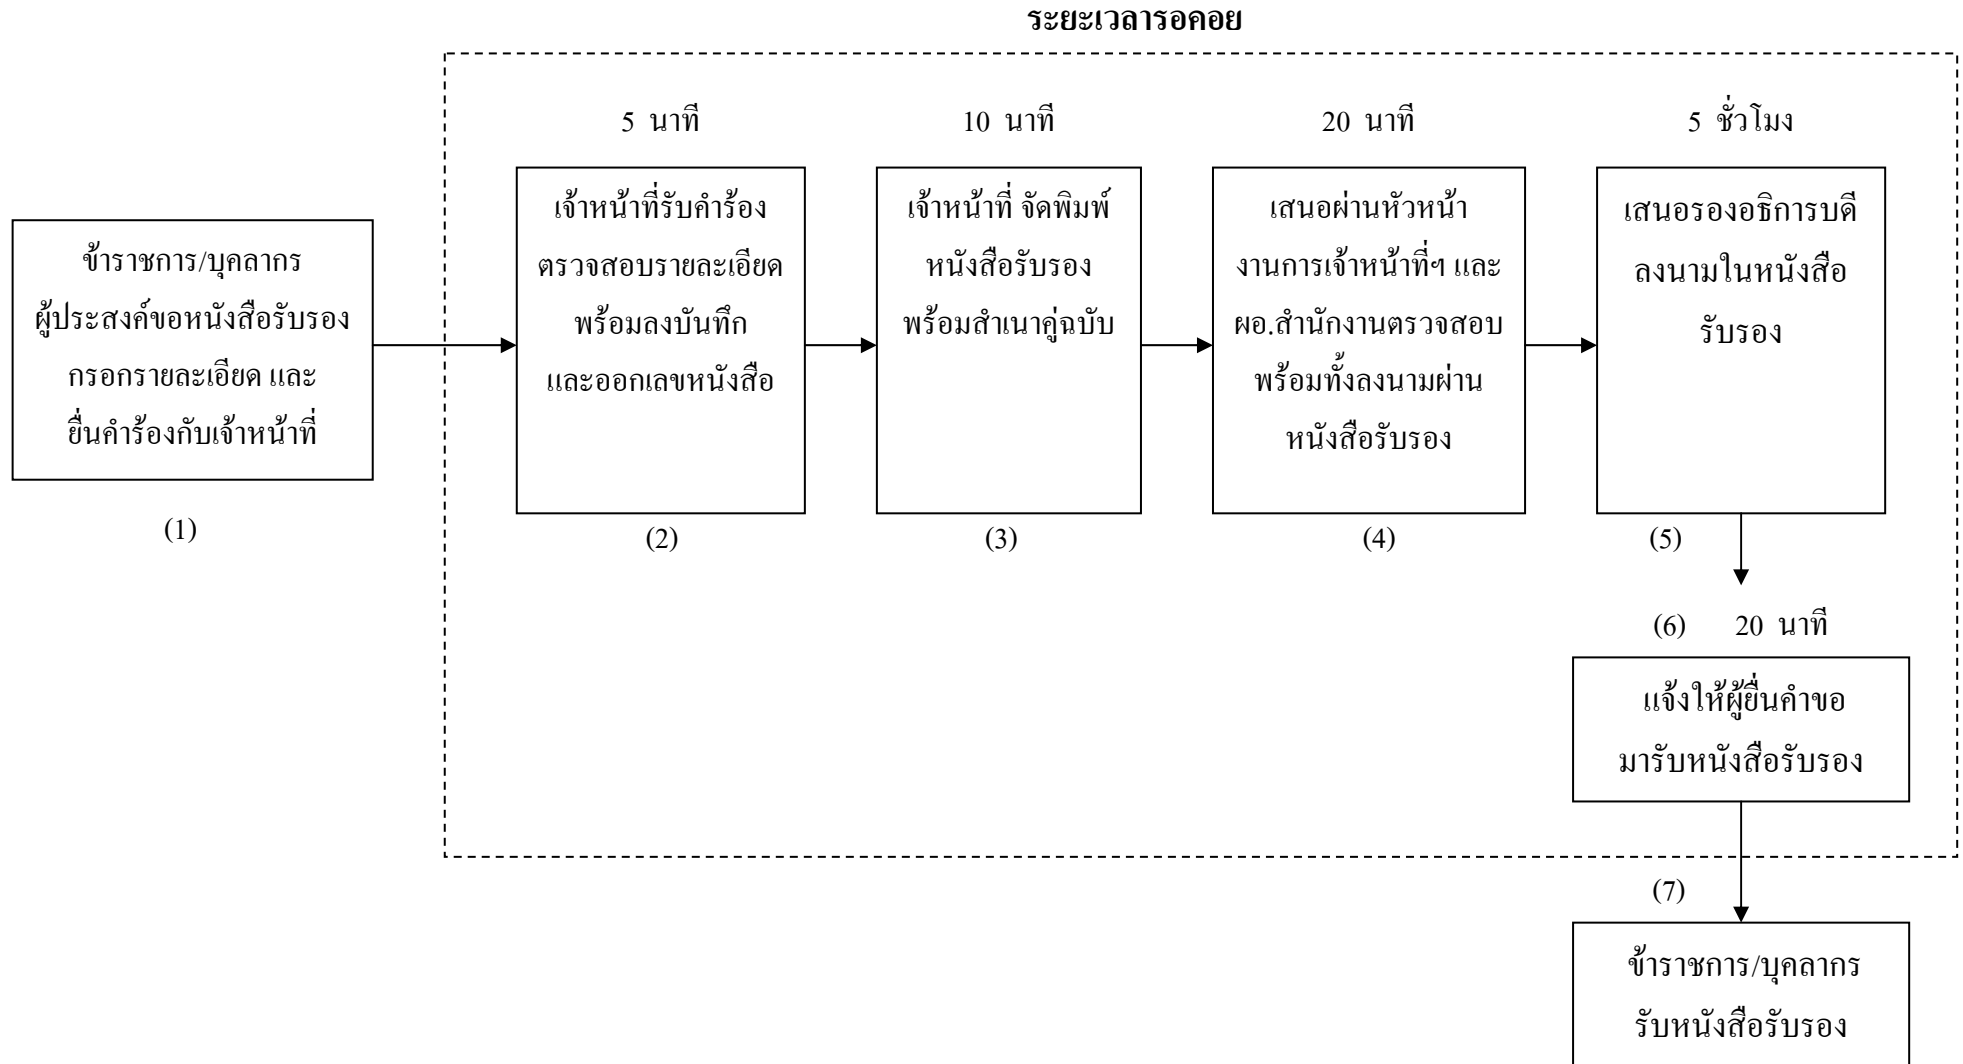 ระยะเวลารอคอย
ข้าราชการ/บุคลากร
ผู้ประสงค์ขอหนังสือรับรอง
กรอกรายละเอียด และ
ยื่นคำร้องกับเจ้าหน้าที่
(1)
5 นาที
เจ้าหน้าที่รับคำร้อง
ตรวจสอบรายละเอียด
พร้อมลงบันทึก
และออกเลขหนังสือ
(2)
10 นาที
เจ้าหน้าที่ จัดพิมพ์
หนังสือรับรอง
พร้อมสำเนาคู่ฉบับ
(3)
20 นาที
เสนอผ่านหัวหน้า
งานการเจ้าหน้าที่ฯ และ
ผอ.สำนักงานตรวจสอบ
พร้อมทั้งลงนามผ่าน
หนังสือรับรอง
(4)
5 ชั่วโมง
เสนอรองอธิการบดี
ลงนามในหนังสือ
รับรอง
(5)
(6) 20 นาที
แจ้งให้ผู้ยื่นคำขอ
มารับหนังสือรับรอง
(7)
ข้าราชการ/บุคลากร
รับหนังสือรับรอง